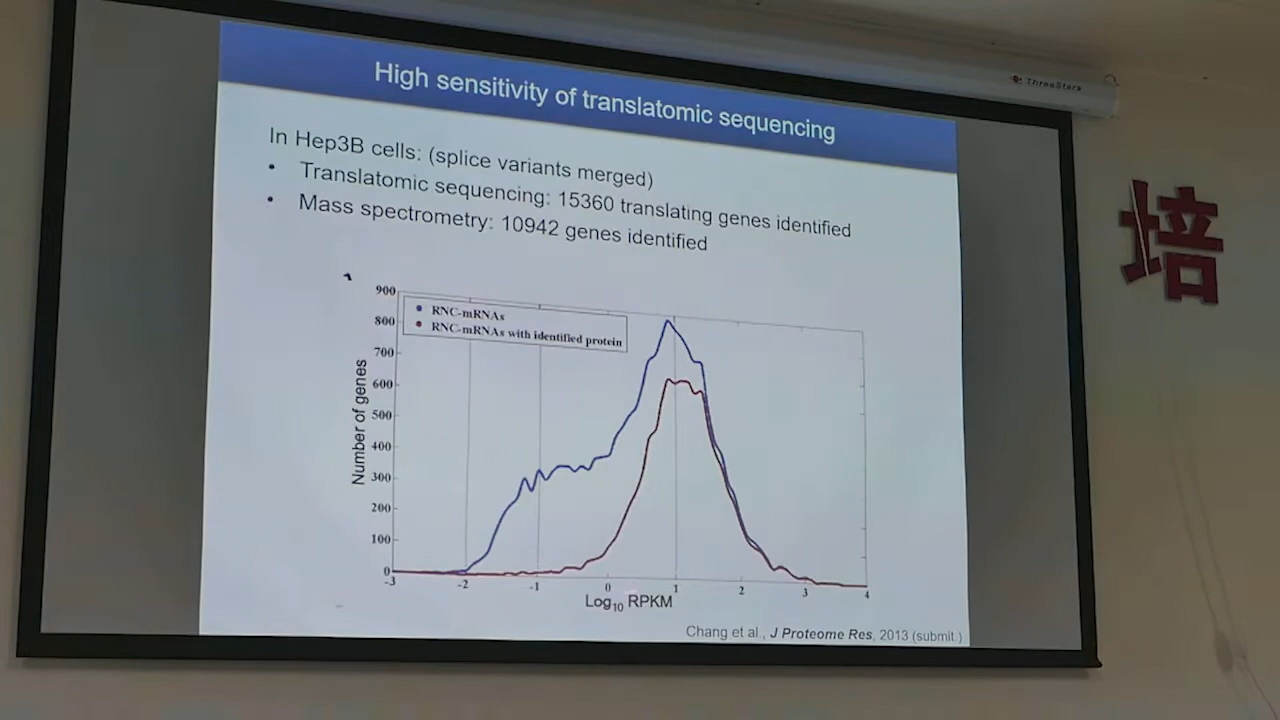 ThreeStars
High sensitivity of translatomic sequencing
In Hep3B cells: (splice variants merged)
• Translatomic sequencing: 15360 translating genes identified
• Mass spectrometry: 10942 genes identified
培
900
800
700
600
500
400
300
200
100
0
Number of genes
RNC-mRNAs
RNC-mRNAs with identified protein
-3 -2 -1 0 1 2 3 4
Log10 RPKM
Chang et al., J Proteome Res, 2013 (submit )